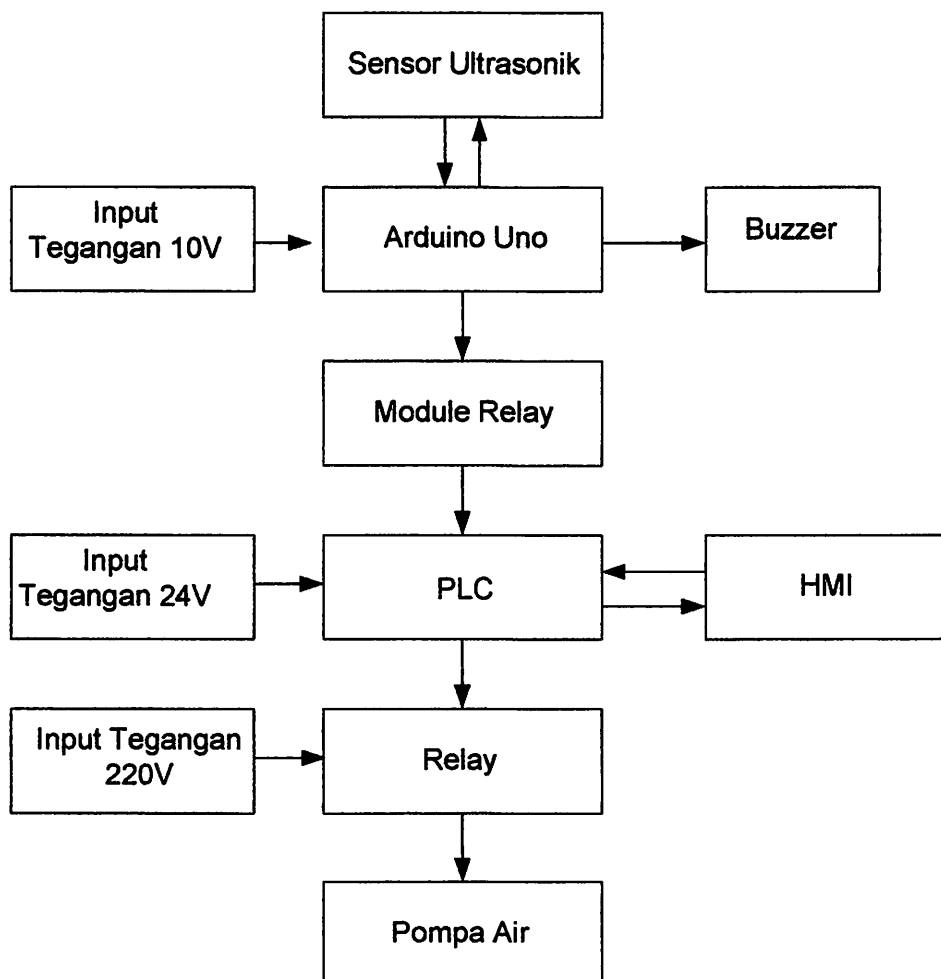 Sensor Ultrasonik
Input
Tegangan 10V
Arduino Uno
Buzzer
Module Relay
Input
Tegangan 24V
PLC
HMI
Input Tegangan
220V
Relay
Pompa Air